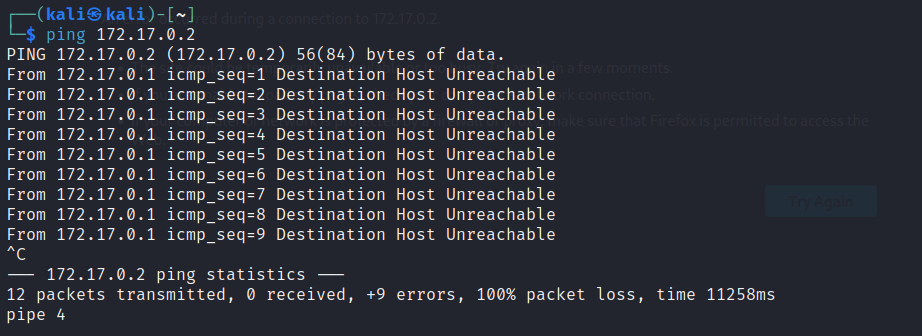 ┌──(kali㉿kali)-[~]
└─$ ping 172.17.0.2
PING 172.17.0.2 (172.17.0.2) 56(84) bytes of data.
From 172.17.0.1 icmp_seq=1 Destination Host Unreachable
From 172.17.0.1 icmp_seq=2 Destination Host Unreachable
From 172.17.0.1 icmp_seq=3 Destination Host Unreachable
From 172.17.0.1 icmp_seq=4 Destination Host Unreachable
From 172.17.0.1 icmp_seq=5 Destination Host Unreachable
From 172.17.0.1 icmp_seq=6 Destination Host Unreachable
From 172.17.0.1 icmp_seq=7 Destination Host Unreachable
From 172.17.0.1 icmp_seq=8 Destination Host Unreachable
From 172.17.0.1 icmp_seq=9 Destination Host Unreachable
^C
--- 172.17.0.2 ping statistics ---
12 packets transmitted, 0 received, +9 errors, 100% packet loss, time 11258ms
pipe 4
during a connection to 172.17.0.2.
in a few moments.
connection.
make sure that Firefox is permitted to access the
Try Again